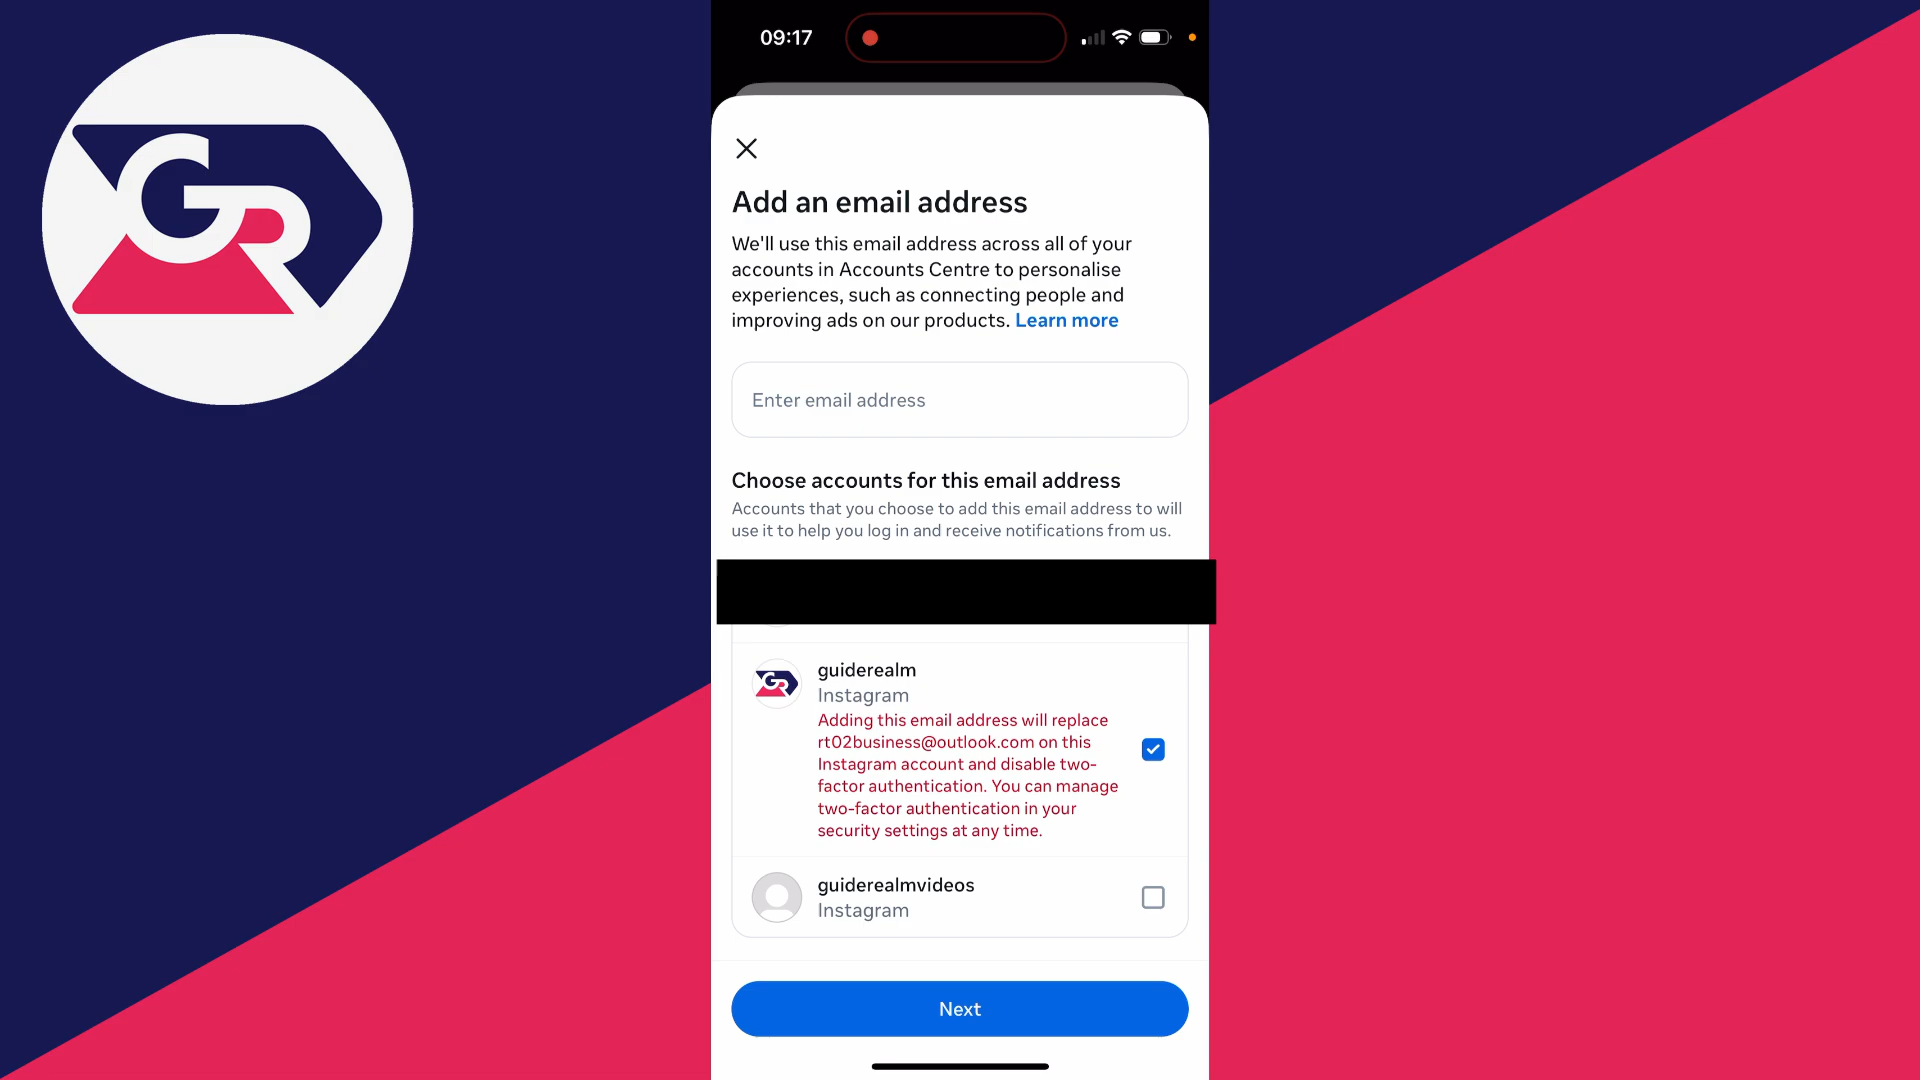 GR
09:17
Add an email address
We'll use this email address across all of your
accounts in Accounts Centre to personalise
experiences, such as connecting people and
improving ads on our products. Learn more
Enter email address
Choose accounts for this email address
Accounts that you choose to add this email address to will
use it to help you log in and receive notifications from us.
GR
guiderealm
Instagram
Adding this email address will replace
rt02business@outlook.com on this
Instagram account and disable two-
factor authentication. You can manage
two-factor authentication in your
security settings at any time.
guiderealmvideos
Instagram
Next